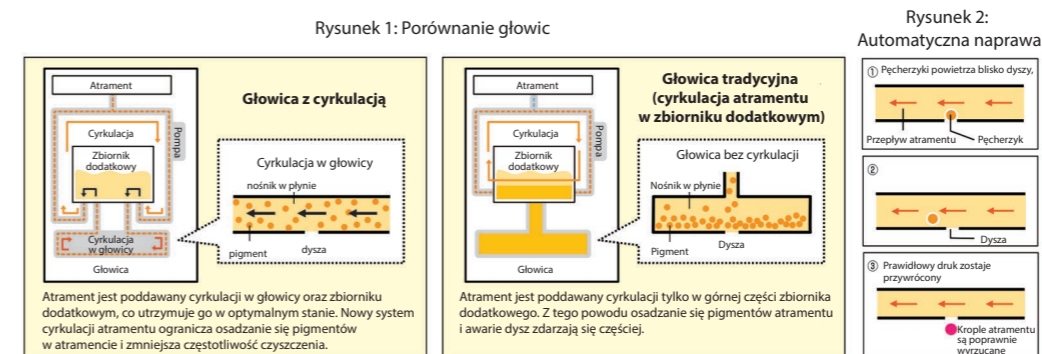 Rysunek 1: Porównanie głowic
Głowica z cyrkulacją
Atrament
Cyrkulacja
Pompa
Zbiornik
dodatkowy
Cyrkulacja
w głowicy
Głowica
Cyrkulacja w głowicy
nośnik w płynie
pigment
dysza
Atrament jest poddawany cyrkulacji w głowicy oraz zbiorniku
dodatkowym, co utrzymuje go w optymalnym stanie. Nowy system
cyrkulacji atramentu ogranicza osadzanie się pigmentów
w atramencie i zmniejsza częstotliwość czyszczenia.
Głowica tradycyjna
(cyrkulacja atramentu
w zbiorniku dodatkowym)
Atrament
Cyrkulacja
Pompa
Zbiornik
dodatkowy
Głowica
Głowica bez cyrkulacji
Nośnik w płynie
Pigment
Dysza
Atrament jest poddawany cyrkulacji tylko w górnej części zbiornika
dodatkowego. Z tego powodu osadzanie się pigmentów atramentu
i awarie dysz zdarzają się częściej.
Rysunek 2:
Automatyczna naprawa
① Pęcherzyki powietrza blisko dyszy,
Przepływ atramentu
Pęcherzyk
②
Dysza
③ Prawidłowy druk zostaje
przywrócony
Krople atramentu
są poprawnie
wyrzucane